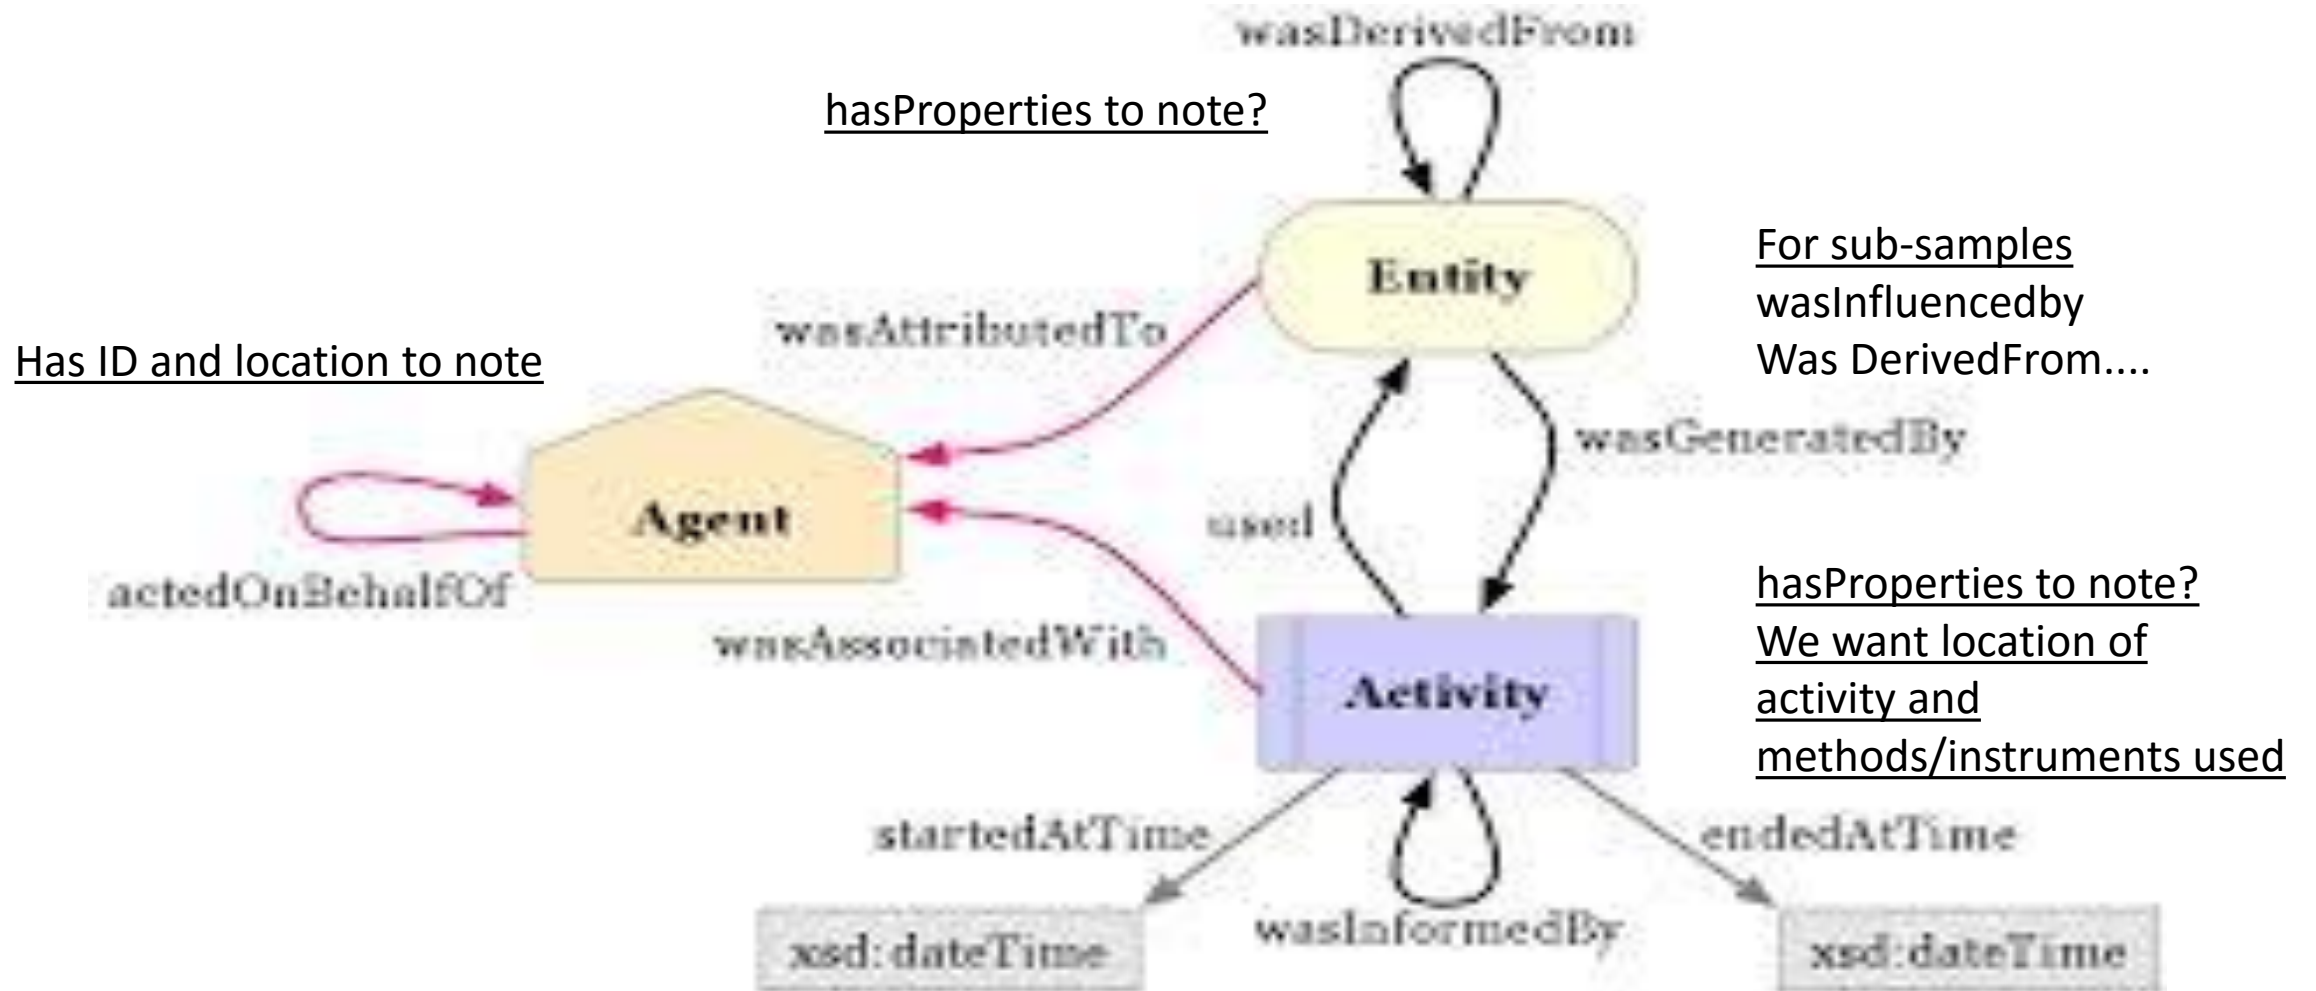 wasDerivedFrom
hasProperties to note?
Entity
For sub-samples
wasInfluencedby
Was DerivedFrom....
wasAttributedTo
Has ID and location to note
wasGeneratedBy
used
Agent
actedOnBehalfOf
wasAssociatedWith
hasProperties to note?
We want location of
activity and
methods/instruments used
Activity
startedAtTime
endedAtTime
wasInformedBy
xsd:dateTime
xsd:dateTime